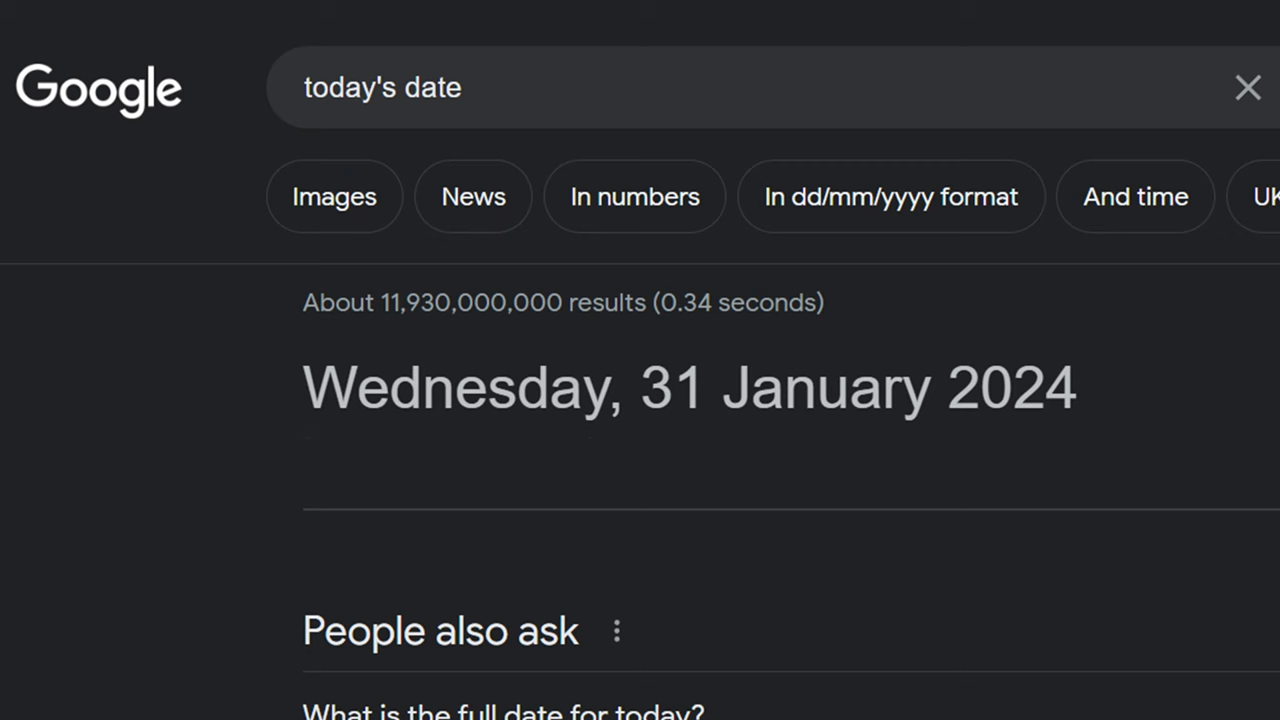 Google
today's date
Images News In numbers In dd/mm/yyyy format And time UK
About 11,930,000,000 results (0.34 seconds)
Wednesday, 31 January 2024
People also ask
What is the full date for today?